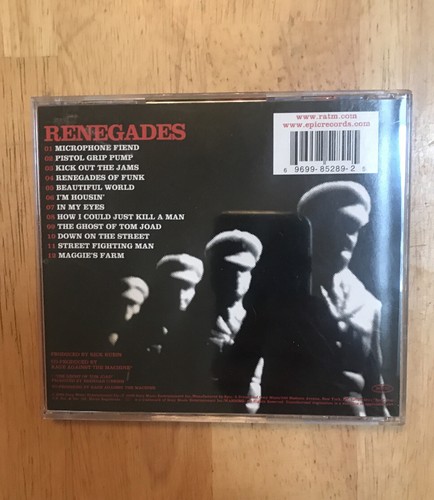 www.ratm.com
www.epicrecords.com
RENEGADES
01 MICROPHONE FIEND
02 PISTOL GRIP PUMP
03 KICK OUT THE JAMS
04 RENEGADES OF FUNK
05 BEAUTIFUL WORLD
06 I'M HOUSIN'
07 IN MY EYES
08 HOW I COULD JUST KILL A MAN
09 THE GHOST OF TOM JOAD
10 DOWN ON THE STREET
11 STREET FIGHTING MAN
12 MAGGIE'S FARM
6 9699-85289-2
PRODUCED BY RICK RUBIN
CO-PRODUCED BY
RAGE AGAINST THE MACHINE